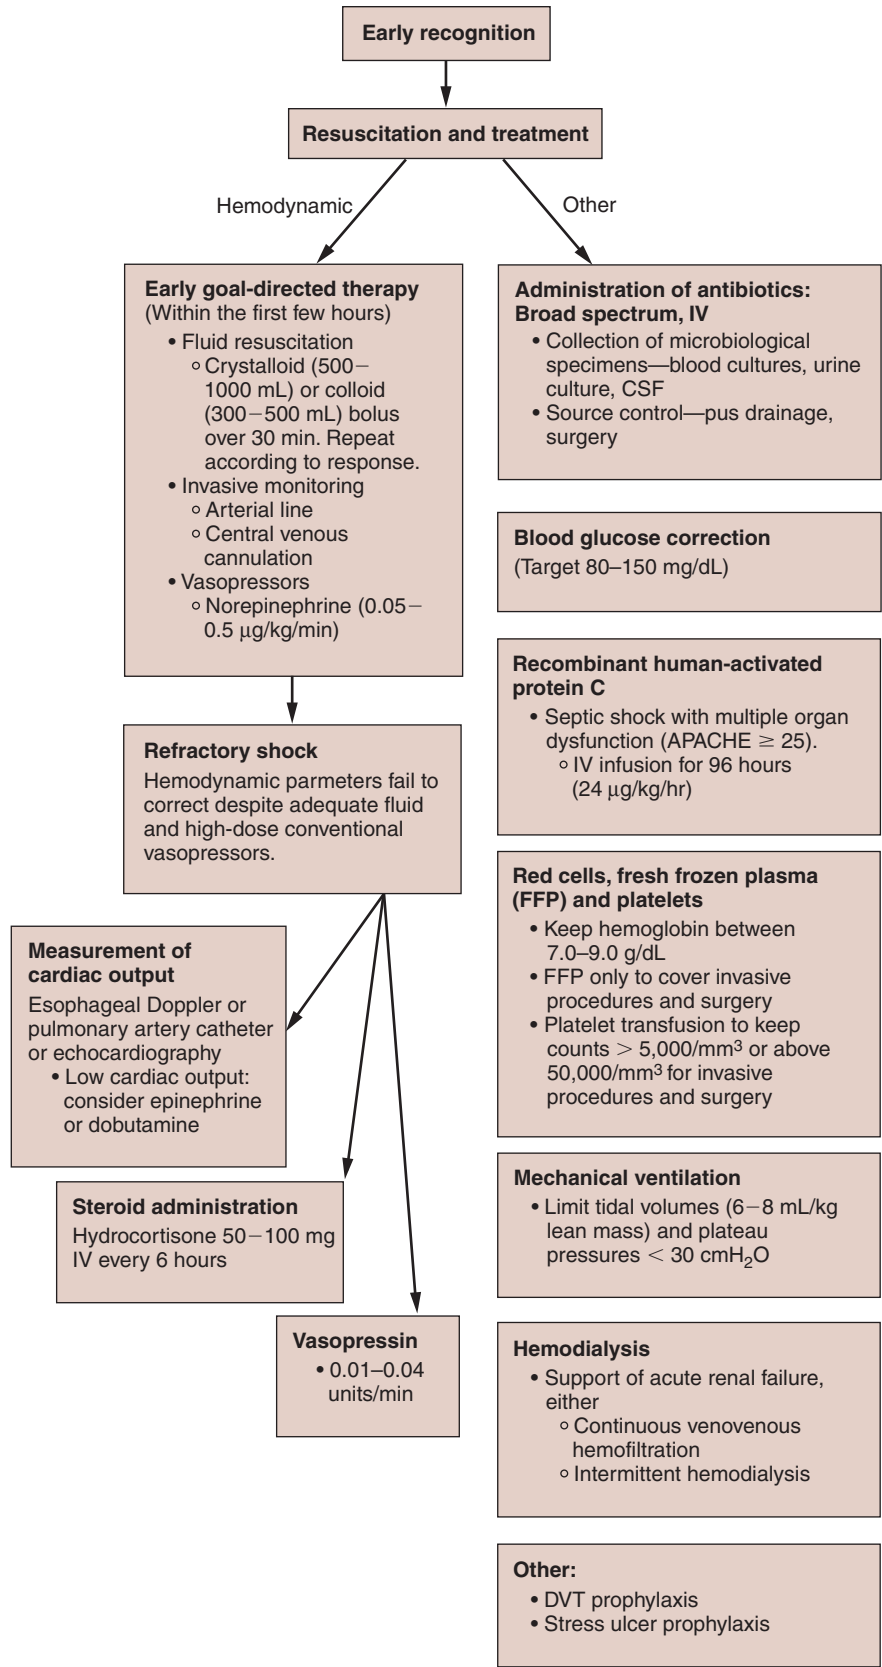 Early recognition
Resuscitation and treatment
Hemodynamic
Other
Early goal-directed therapy
(Within the first few hours)
• Fluid resuscitation
○ Crystalloid (500–
1000 mL) or colloid
(300–500 mL) bolus
over 30 min. Repeat
according to response.
• Invasive monitoring
○ Arterial line
○ Central venous
cannulation
• Vasopressors
○ Norepinephrine (0.05–
0.5 μg/kg/min)
Refractory shock
Hemodynamic parmeters fail to
correct despite adequate fluid
and high-dose conventional
vasopressors.
Measurement of
cardiac output
Esophageal Doppler or
pulmonary artery catheter
or echocardiography
• Low cardiac output:
consider epinephrine
or dobutamine
Steroid administration
Hydrocortisone 50–100 mg
IV every 6 hours
Vasopressin
• 0.01–0.04
units/min
Administration of antibiotics:
Broad spectrum, IV
• Collection of microbiological
specimens—blood cultures, urine
culture, CSF
• Source control—pus drainage,
surgery
Blood glucose correction
(Target 80–150 mg/dL)
Recombinant human-activated
protein C
• Septic shock with multiple organ
dysfunction (APACHE ≥ 25).
○ IV infusion for 96 hours
(24 μg/kg/hr)
Red cells, fresh frozen plasma
(FFP) and platelets
• Keep hemoglobin between
7.0–9.0 g/dL
• FFP only to cover invasive
procedures and surgery
• Platelet transfusion to keep
counts > 5,000/mm³ or above
50,000/mm³ for invasive
procedures and surgery
Mechanical ventilation
• Limit tidal volumes (6–8 mL/kg
lean mass) and plateau
pressures < 30 cmH₂O
Hemodialysis
• Support of acute renal failure,
either
○ Continuous venovenous
hemofiltration
○ Intermittent hemodialysis
Other:
• DVT prophylaxis
• Stress ulcer prophylaxis